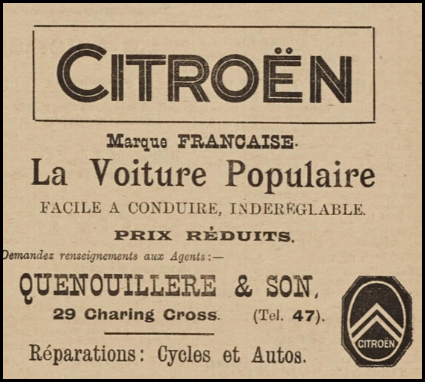 CITROËN
Marque FRANCAISE.
La Voiture Populaire
FACILE A CONDUIRE, INDEREGLABLE.
PRIX RÉDUITS.
Demandez renseignements aux Agents:—
QUENOUILLERE & SON,
29 Charing Cross. (Tel. 47).
CITROËN
Réparations: Cycles et Autos.